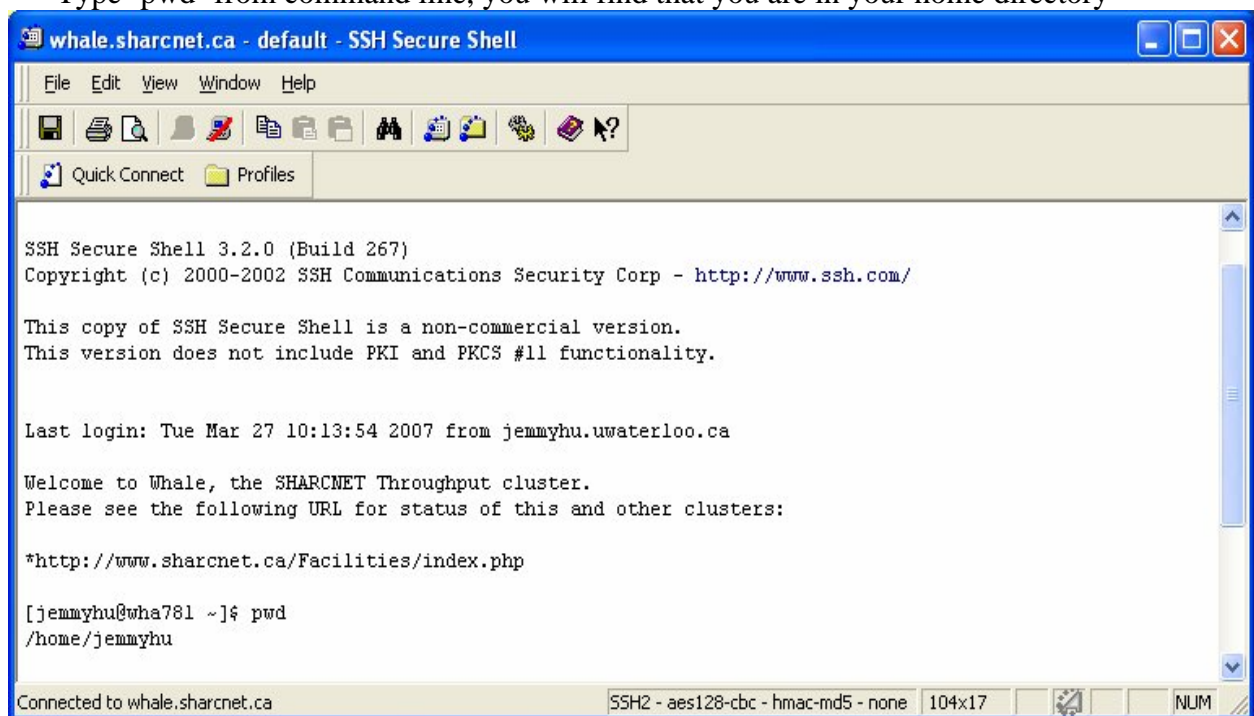 Type 'pwd' from command line, you will find that you are in your home directory
whale.sharcnet.ca - default - SSH Secure Shell
File Edit View Window Help
Quick Connect Profiles
SSH Secure Shell 3.2.0 (Build 267)
Copyright (c) 2000-2002 SSH Communications Security Corp - http://www.ssh.com/
This copy of SSH Secure Shell is a non-commercial version.
This version does not include PKI and PKCS #11 functionality.
Last login: Tue Mar 27 10:13:54 2007 from jemmyhu.uwaterloo.ca
Welcome to Whale, the SHARCNET Throughput cluster.
Please see the following URL for status of this and other clusters:
*http://www.sharcnet.ca/Facilities/index.php
[jemmyhu@wha781 ~]$ pwd
/home/jemmyhu
Connected to whale.sharcnet.ca SSH2 - aes128-cbc - hmac-md5 - none 104x17 NUM